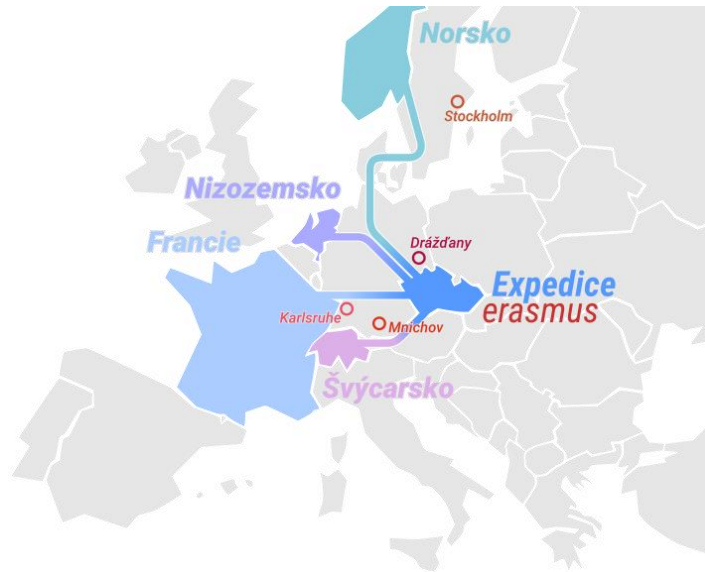 Norsko
Stockholm
Nizozemsko
Francie
Drážďany
Expedice
erasmus
Karlsruhe
Mnichov
Švýcarsko